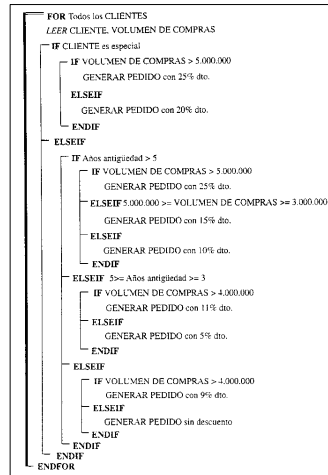 FOR Todos los CLIENTES
LEER CLIENTE, VOLUMEN DE COMPRAS
IF CLIENTE es especial
IF VOLUMEN DE COMPRAS > 5.000.000
GENERAR PEDIDO con 25% dto.
ELSEIF
GENERAR PEDIDO con 20% dto.
ENDIF
ELSEIF
IF Años antigüedad > 5
IF VOLUMEN DE COMPRAS > 5.000.000
GENERAR PEDIDO con 25% dto.
ELSEIF 5.000.000 >= VOLUMEN DE COMPRAS >= 3.000.000
GENERAR PEDIDO con 15% dto.
ELSEIF
GENERAR PEDIDO con 10% dto.
ENDIF
ELSEIF 5>= Años antigüedad >= 3
IF VOLUMEN DE COMPRAS > 4.000.000
GENERAR PEDIDO con 11% dto.
ELSEIF
GENERAR PEDIDO con 5% dto.
ENDIF
ELSEIF
IF VOLUMEN DE COMPRAS > 4.000.000
GENERAR PEDIDO con 9% dto.
ELSEIF
GENERAR PEDIDO sin descuento
ENDIF
ENDIF
ENDIF
ENDFOR